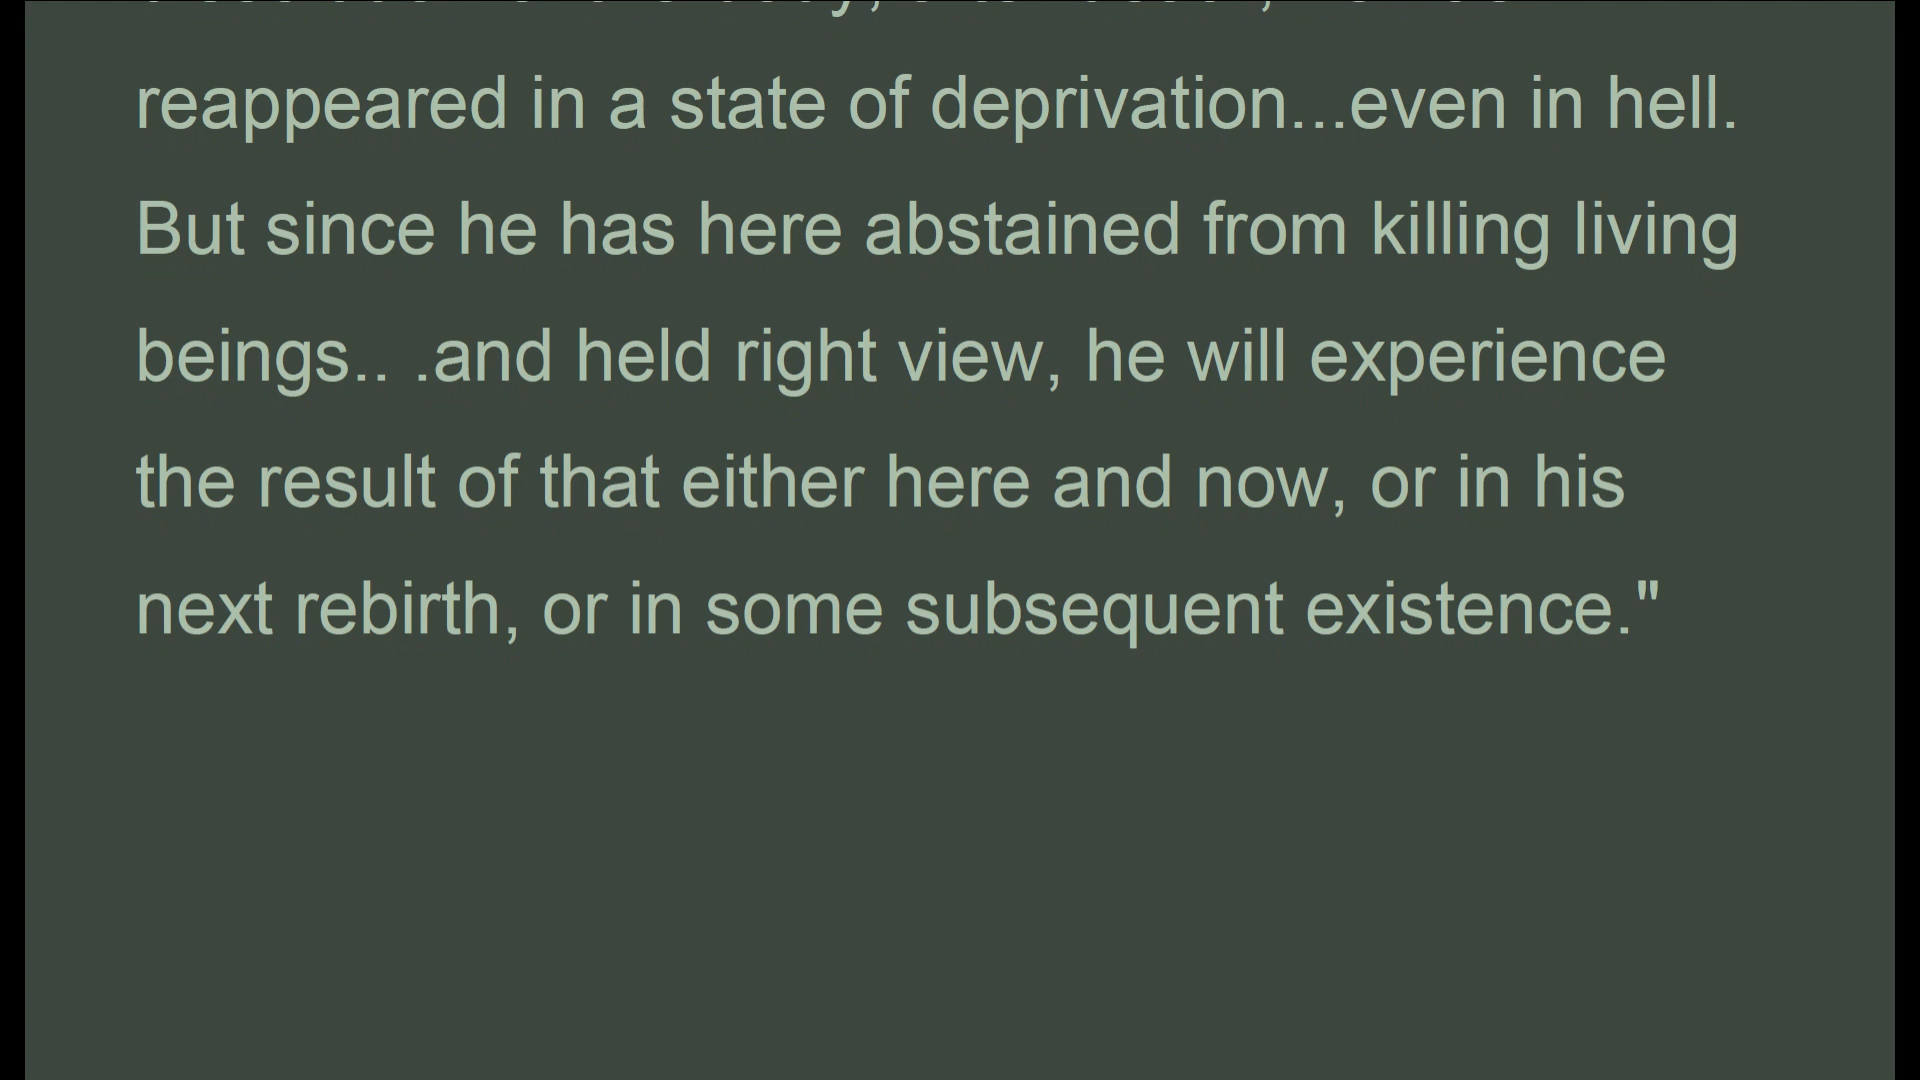 reappeared in a state of deprivation...even in hell.
But since he has here abstained from killing living
beings.. .and held right view, he will experience
the result of that either here and now, or in his
next rebirth, or in some subsequent existence."